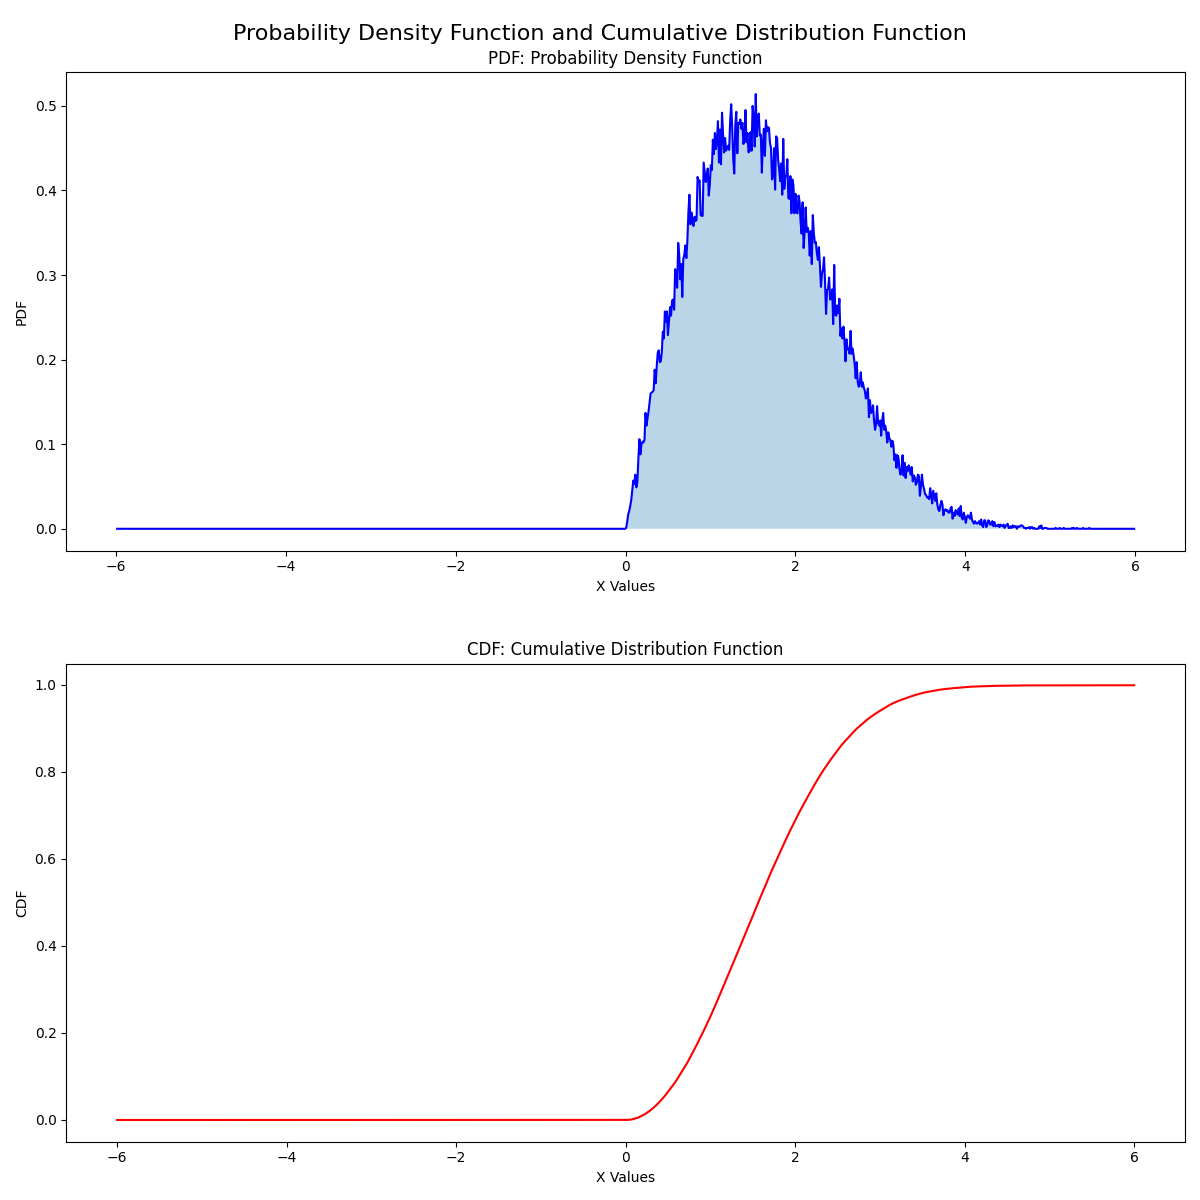 Probability Density Function and Cumulative Distribution Function
PDF: Probability Density Function
0.5
0.4
0.3
0.2
0.1
0.0
PDF
−6 −4 −2 0 2 4 6
X Values
CDF: Cumulative Distribution Function
1.0
0.8
0.6
0.4
0.2
0.0
CDF
−6 −4 −2 0 2 4 6
X Values